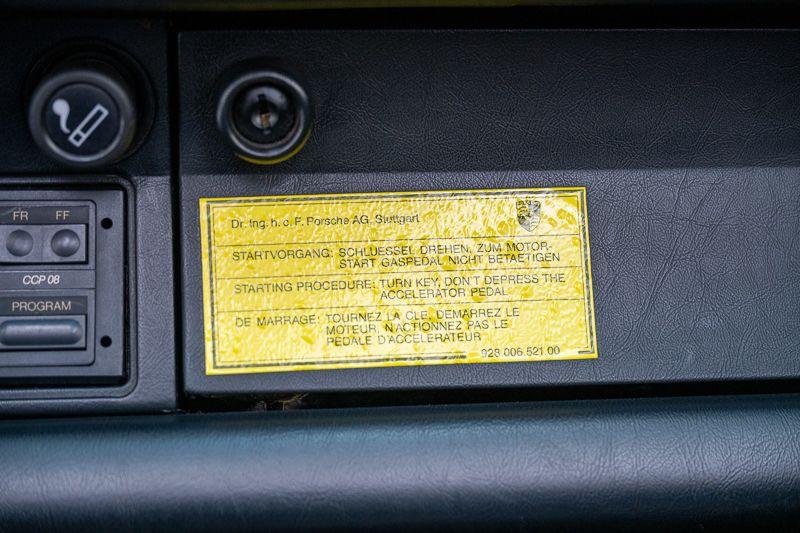 FR FF
CCP 08
PROGRAM
Dr. Ing. h. c. F. Porsche AG, Stuttgart
STARTVORGANG: SCHLUESSEL DREHEN, ZUM MOTOR-
START GASPEDAL NICHT BETAETIGEN
STARTING PROCEDURE: TURN KEY, DON'T DEPRESS THE
ACCELERATOR PEDAL
DE MARRAGE: TOURNEZ LA CLE, DEMARREZ LE
MOTEUR, N'ACTIONNEZ PAS LE
PEDALE D'ACCELERATEUR
928.006.521.00